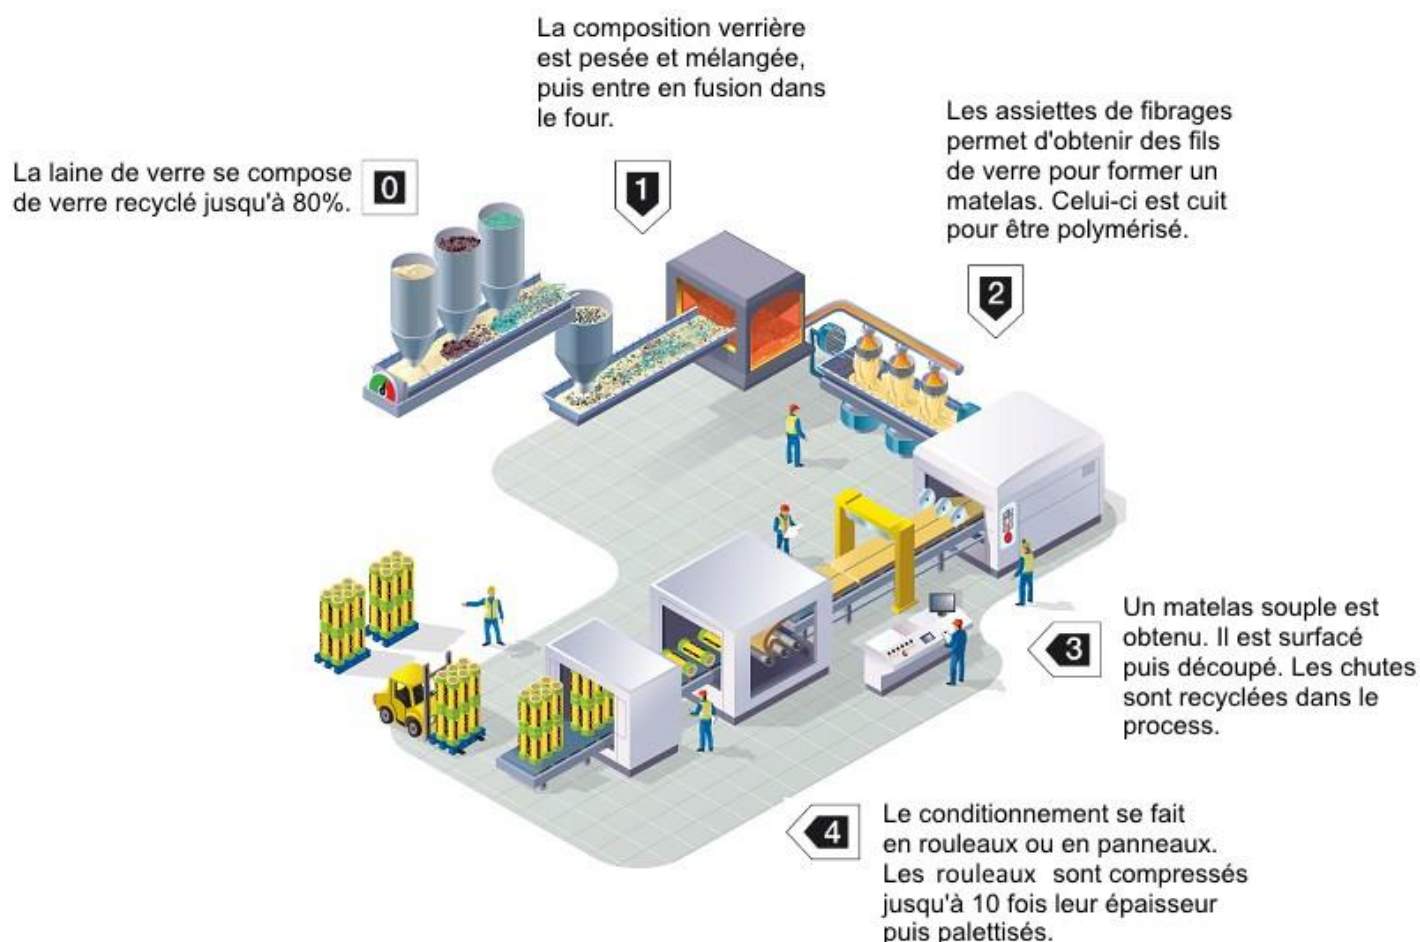 La laine de verre se compose
de verre recyclé jusqu'à 80%.
0
La composition verrière
est pesée et mélangée,
puis entre en fusion dans
le four.
1
Les assiettes de fibrages
permet d'obtenir des fils
de verre pour former un
matelas. Celui-ci est cuit
pour être polymérisé.
2
Un matelas souple est
obtenu. Il est surfacé
puis découpé. Les chutes
sont recyclées dans le
process.
3
Le conditionnement se fait
en rouleaux ou en panneaux.
Les rouleaux sont compressés
jusqu'à 10 fois leur épaisseur
puis palettisés.
4